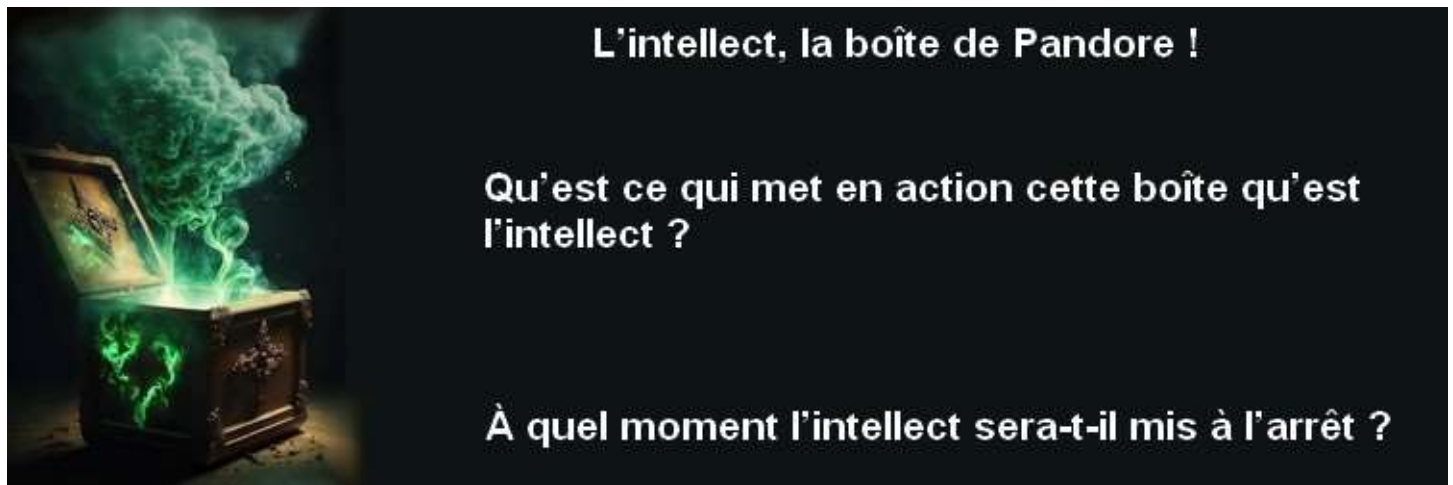 L'intellect, la boîte de Pandore !
Qu'est ce qui met en action cette boîte qu'est
l'intellect ?
À quel moment l'intellect sera-t-il mis à l'arrêt ?